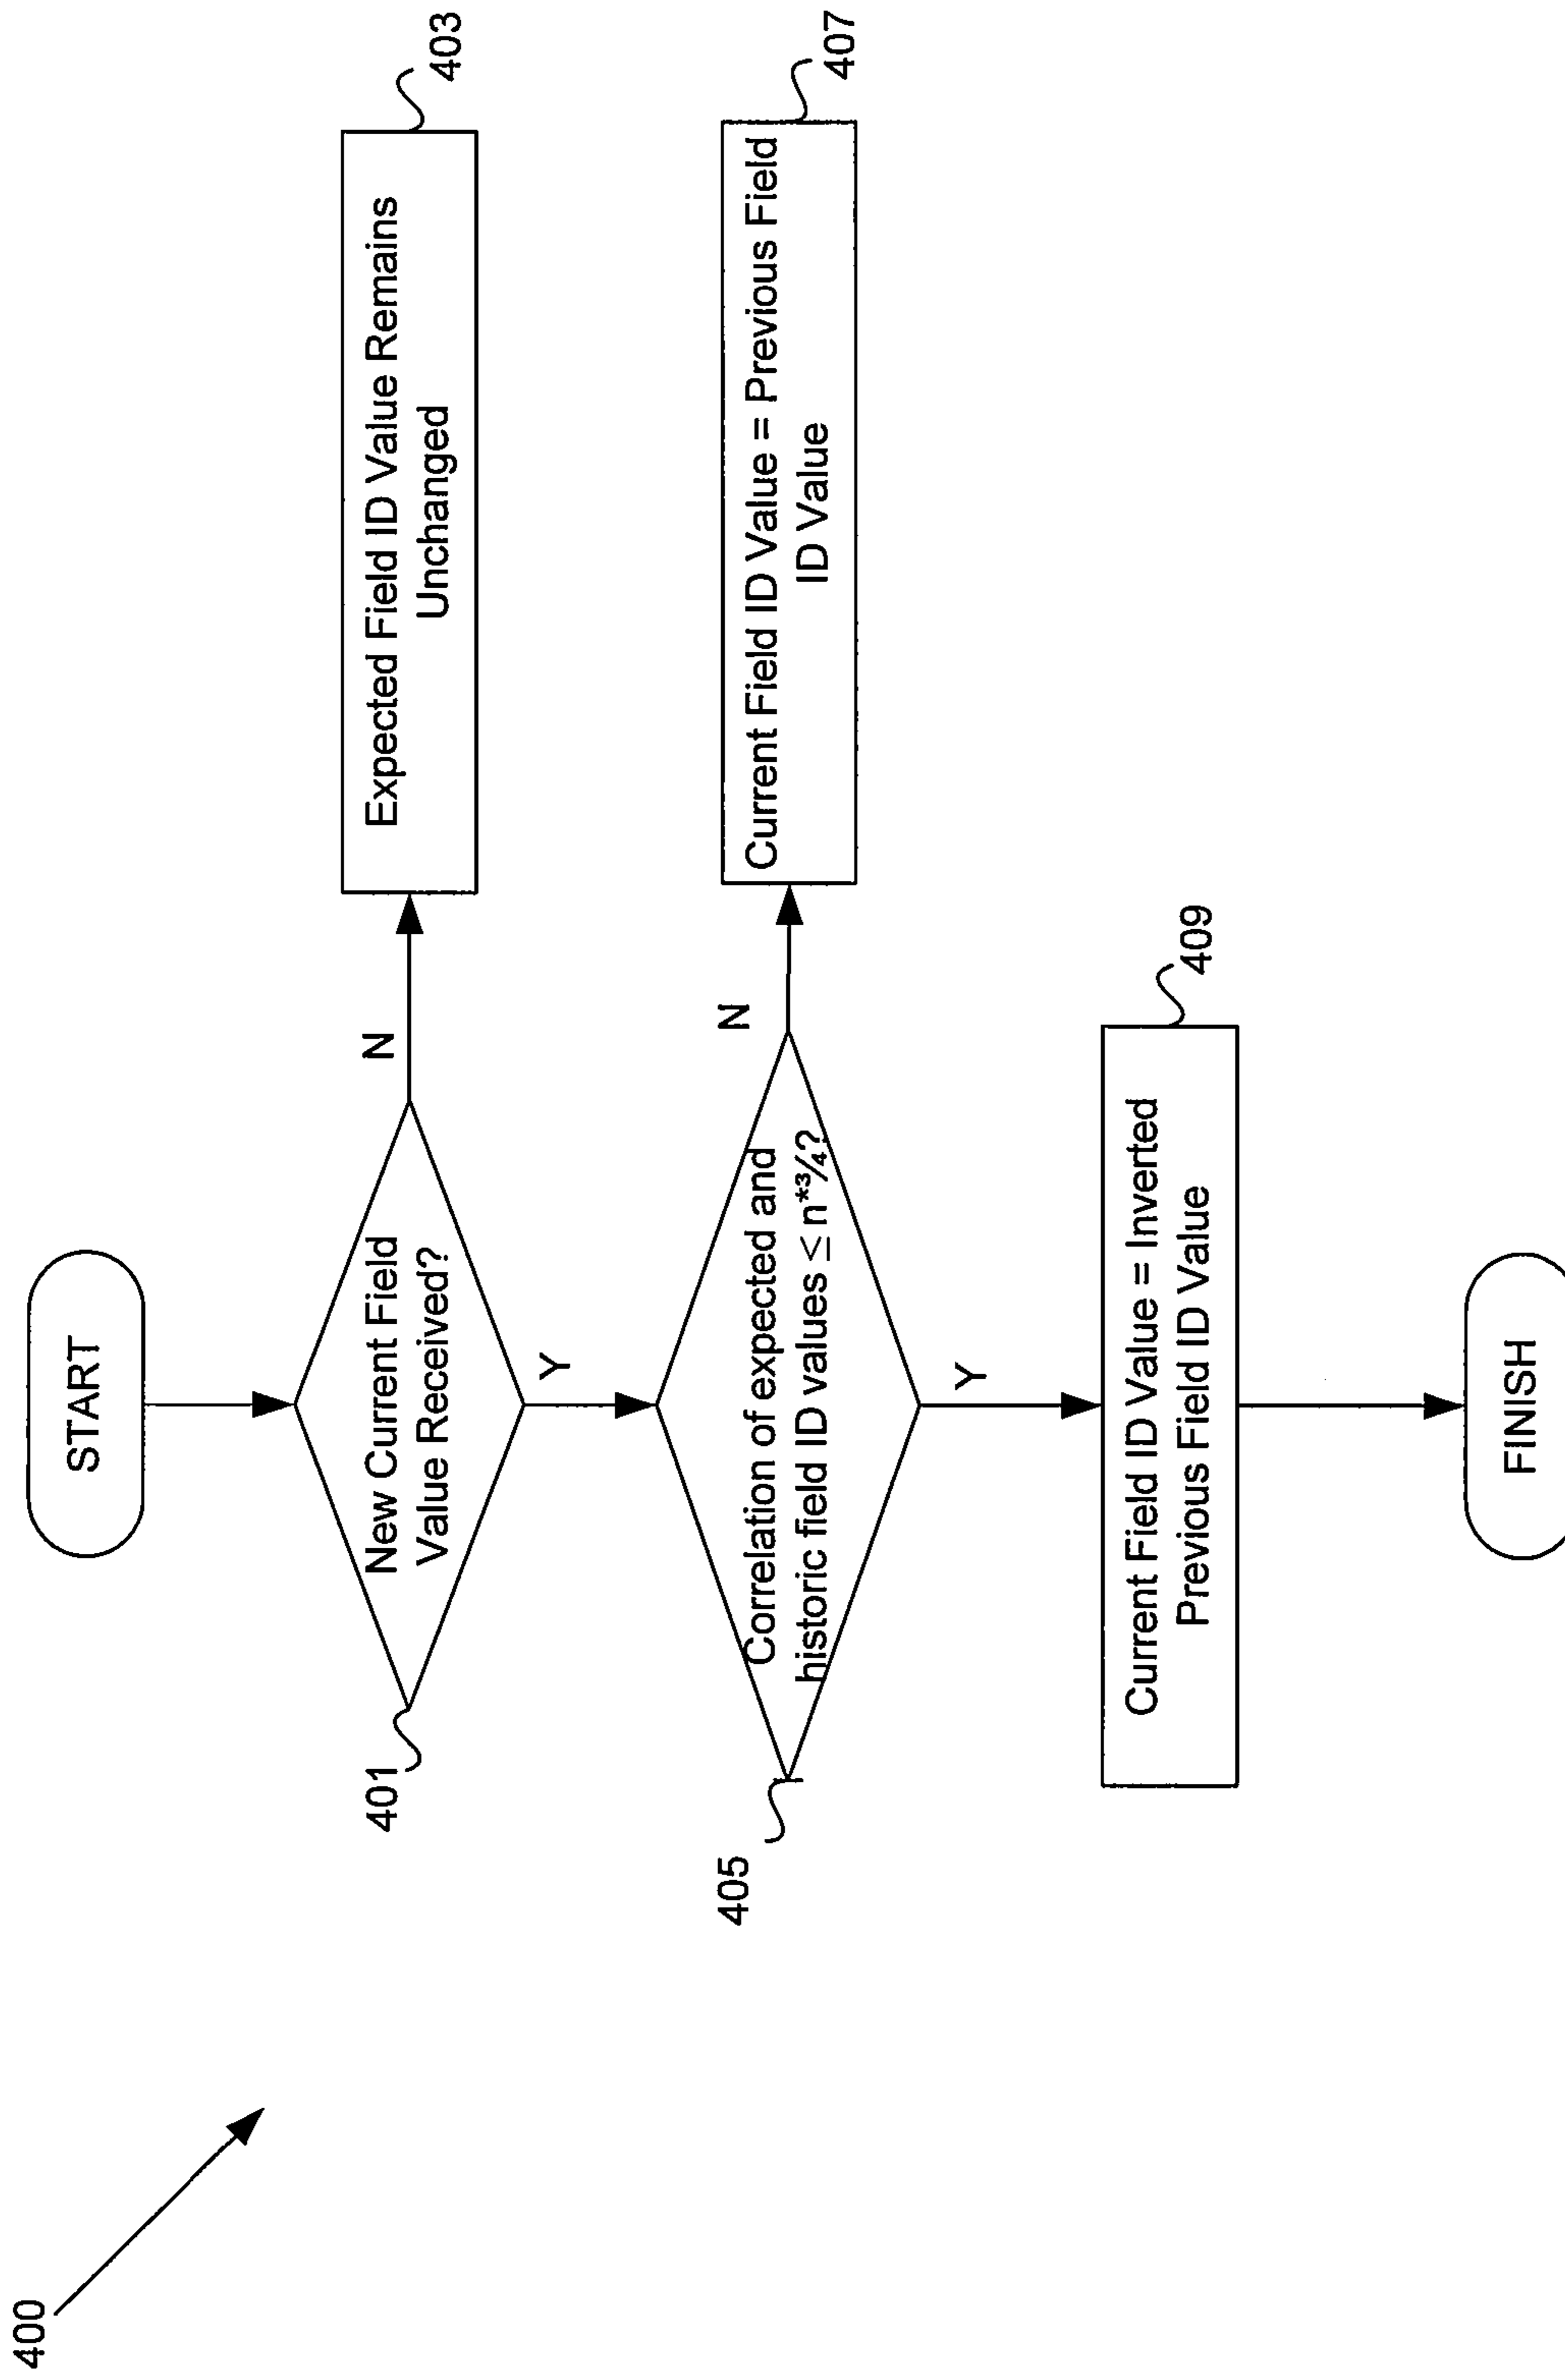 400
START
New Current Field
Value Received?
401
N
Expected Field ID Value Remains
Unchanged
403
Y
Correlation of expected and
historic field ID values ≤ n*¾?
405
N
Current Field ID Value = Previous Field
ID Value
407
Y
Current Field ID Value = Inverted
Previous Field ID Value
409
FINISH